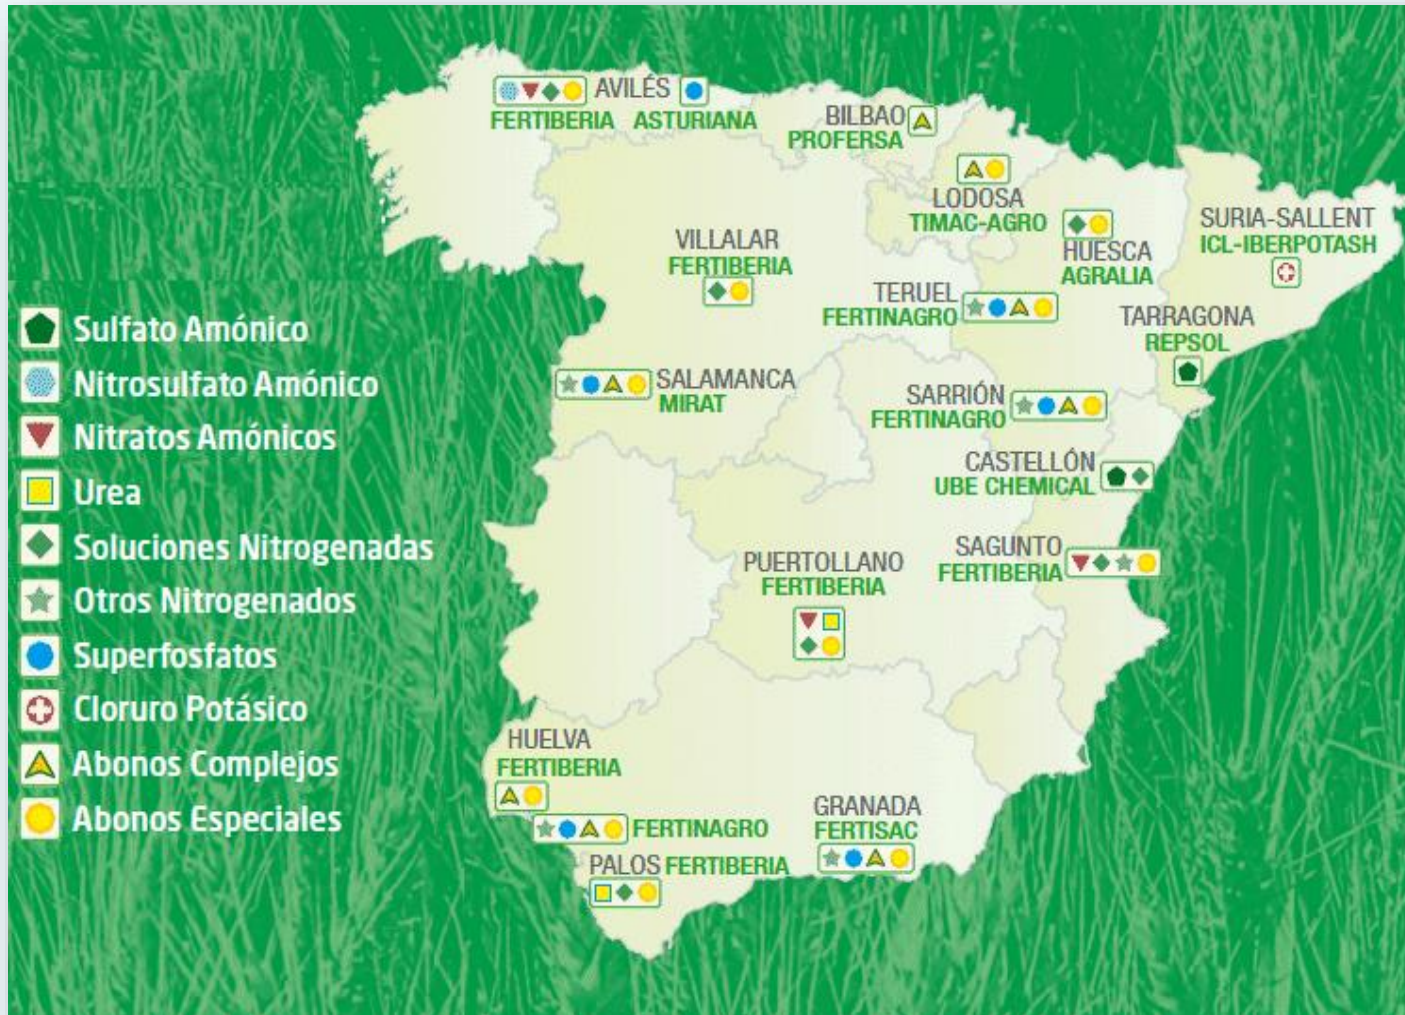 AVILÉS
FERTIBERIA ASTURIANA
BILBAO
PROFERSA
LODOSA
TIMAC-AGRO
HUESCA
AGRALIA
SURIA-SALLENT
ICL-IBERPOTASH
VILLALAR
FERTIBERIA
TERUEL
FERTINAGRO
TARRAGONA
REPSOL
SALAMANCA
MIRAT
SARRIÓN
FERTINAGRO
CASTELLÓN
UBE CHEMICAL
SAGUNTO
FERTIBERIA
PUERTOLLANO
FERTIBERIA
HUELVA
FERTIBERIA
FERTINAGRO
PALOS FERTIBERIA
GRANADA
FERTISAC
Sulfato Amónico
Nitrosulfato Amónico
Nitratos Amónicos
Urea
Soluciones Nitrogenadas
Otros Nitrogenados
Superfosfatos
Cloruro Potásico
Abonos Complejos
Abonos Especiales